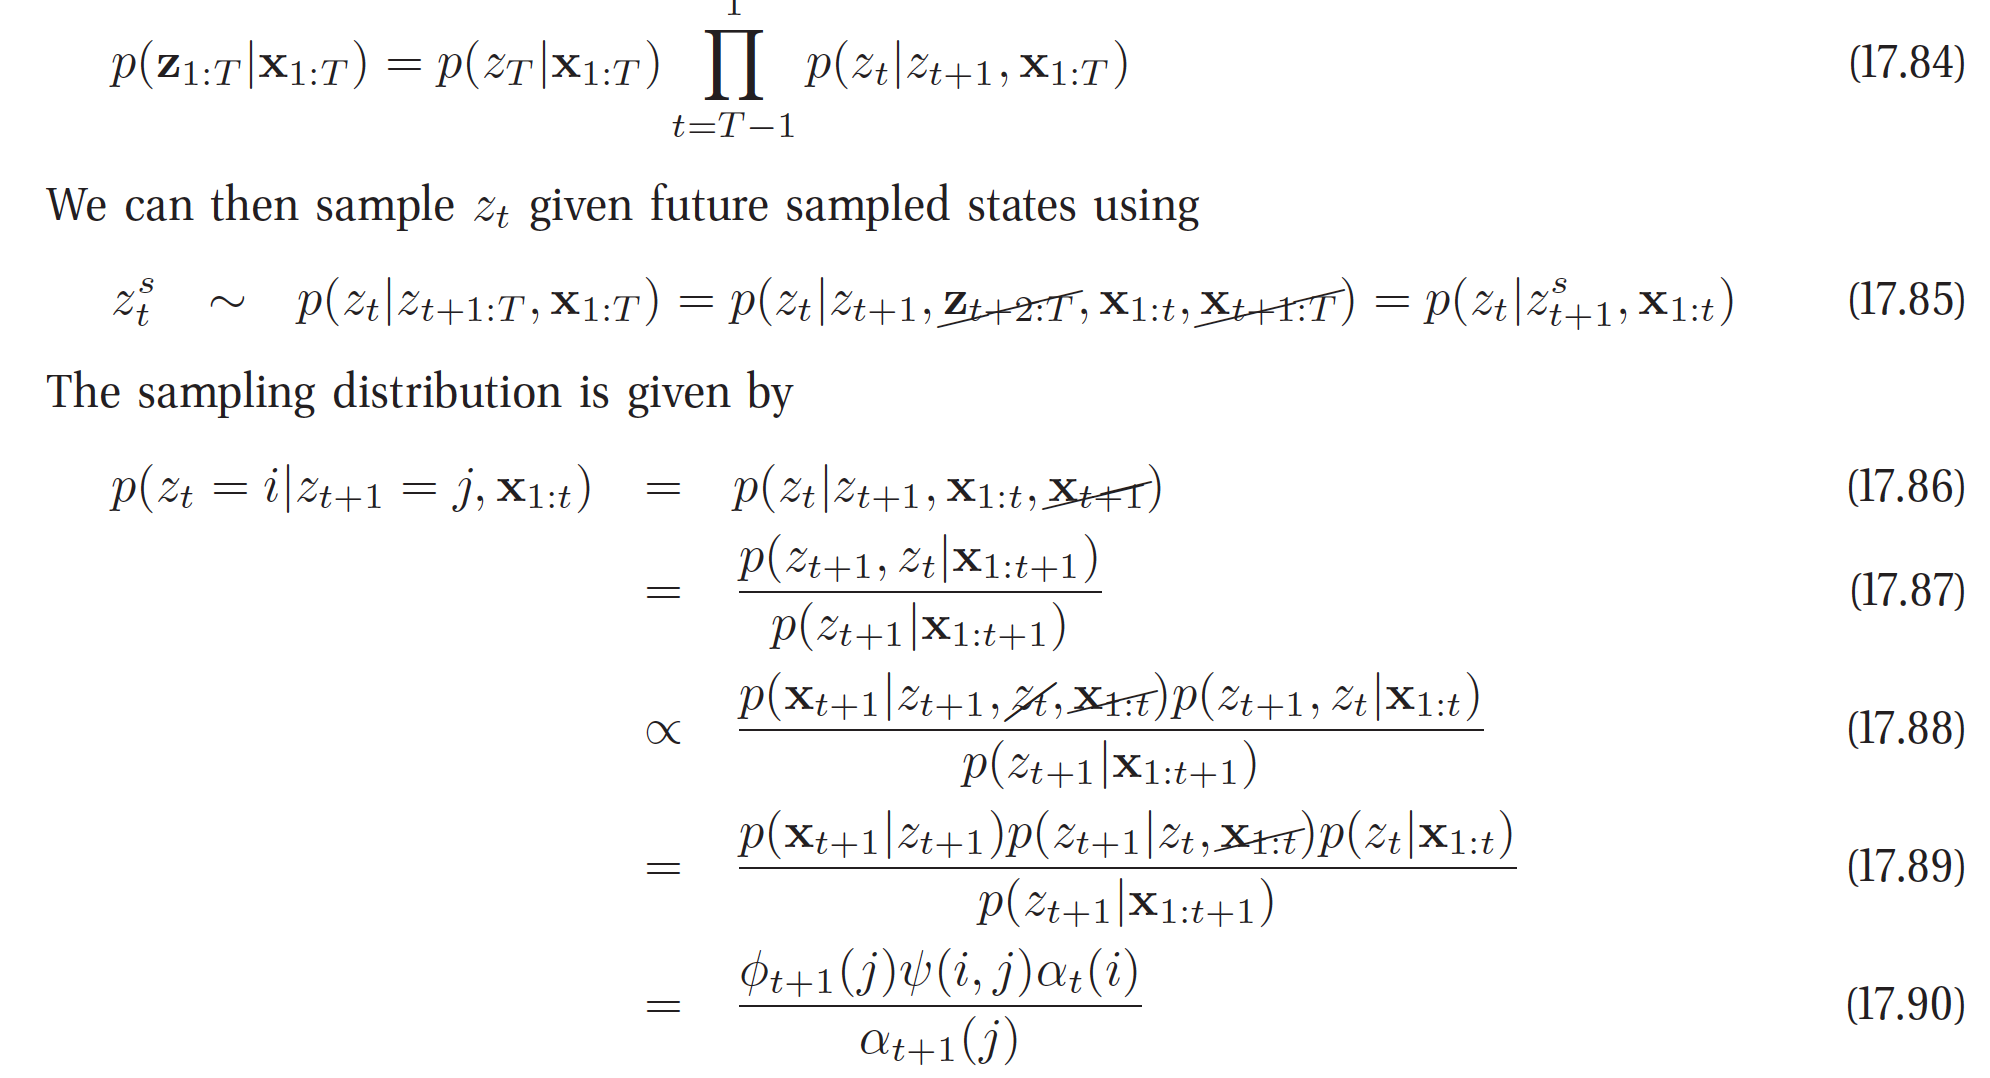 p(𝐳_{1:T}|𝐱_{1:T}) = p(z_T|𝐱_{1:T}) ∏_{t=T−1}^{1} p(z_t|z_{t+1}, 𝐱_{1:T}) (17.84)
We can then sample z_t given future sampled states using
z_t^s ∼ p(z_t|z_{t+1:T}, 𝐱_{1:T}) = p(z_t|z_{t+1}, 𝐳_{t+2:T}, 𝐱_{1:t}, 𝐱_{t+1:T}) = p(z_t|z_{t+1}^s, 𝐱_{1:t}) (17.85)
The sampling distribution is given by
p(z_t = i|z_{t+1} = j, 𝐱_{1:t}) = p(z_t|z_{t+1}, 𝐱_{1:t}, 𝐱_{t+1}) (17.86)
= \frac{p(z_{t+1}, z_t|𝐱_{1:t+1})}{p(z_{t+1}|𝐱_{1:t+1})} (17.87)
∝ \frac{p(𝐱_{t+1}|z_{t+1}, z_t, 𝐱_{1:t})p(z_{t+1}, z_t|𝐱_{1:t})}{p(z_{t+1}|𝐱_{1:t+1})} (17.88)
= \frac{p(𝐱_{t+1}|z_{t+1})p(z_{t+1}|z_t, 𝐱_{1:t})p(z_t|𝐱_{1:t})}{p(z_{t+1}|𝐱_{1:t+1})} (17.89)
= \frac{ϕ_{t+1}(j)ψ(i, j)α_t(i)}{α_{t+1}(j)} (17.90)